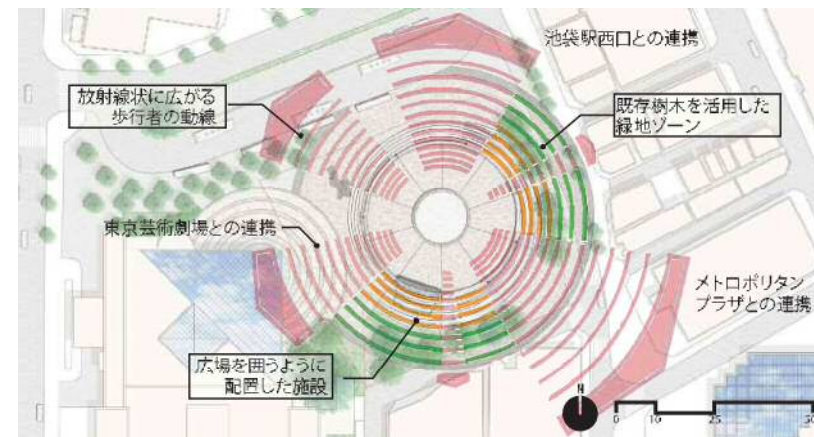 池袋駅西口との連携
放射線状に広がる
歩行者の動線
既存樹木を活用した
緑地ゾーン
東京芸術劇場との連携
メトロポリタン
プラザとの連携
広場を囲うように
配置した施設
N
0 10 25 50